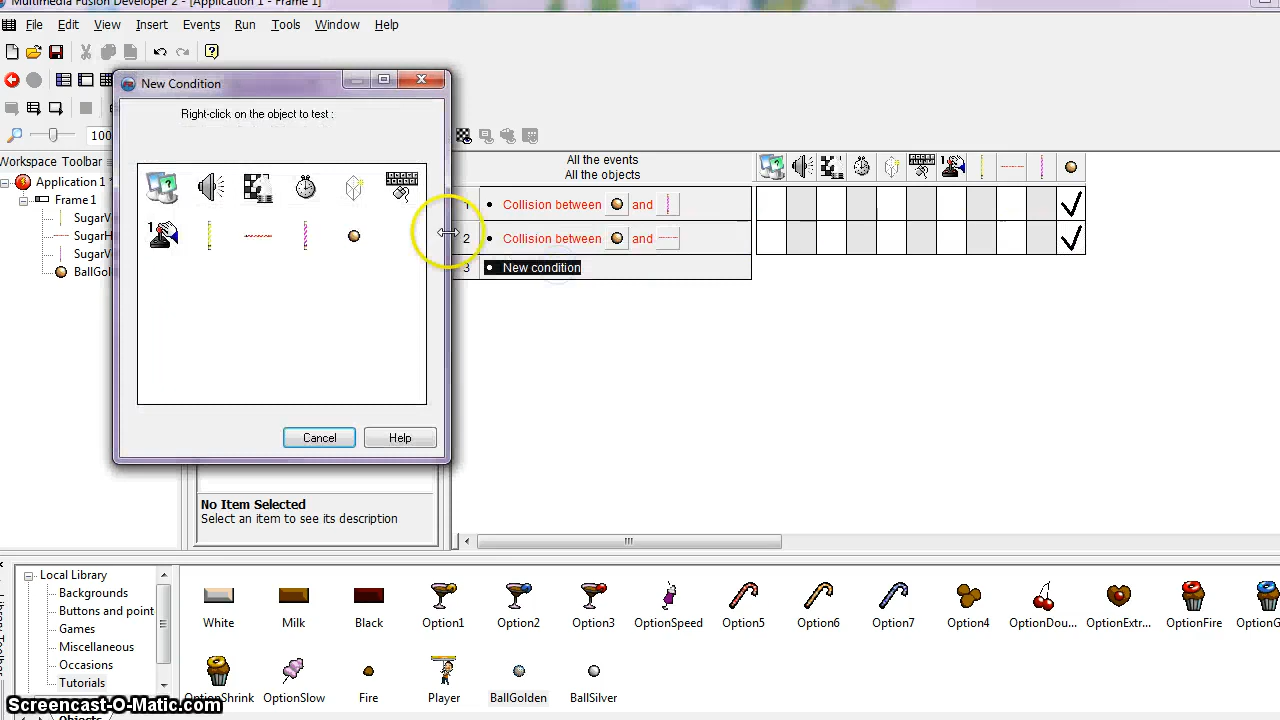 Multimedia Fusion Developer 2 - [Application 1 - Frame 1]
File Edit View Insert Events Run Tools Window Help
New Condition
Right-click on the object to test :
100
Workspace Toolbar
Application 1
Frame 1
SugarV
SugarH
SugarV
BallGol
Cancel Help
All the events
All the objects
1 • Collision between and
2 • Collision between and
3 • New condition
No Item Selected
Select an item to see its description
Local Library
Backgrounds
Buttons and point
Games
Miscellaneous
Occasions
Tutorials
White Milk Black Option1 Option2 Option3 OptionSpeed Option5 Option6 Option7 Option4 OptionDou... OptionExtr... OptionFire OptionG
OptionShrink OptionSlow Fire Player BallGolden BallSilver
Screencast-O-Matic.com